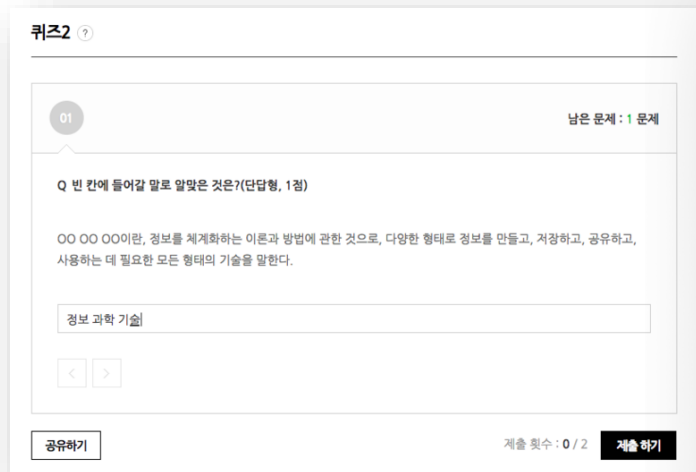 퀴즈2 ?
01
남은 문제 : 1 문제
Q 빈 칸에 들어갈 말로 알맞은 것은?(단답형, 1점)
OO OO OO이란, 정보를 체계화하는 이론과 방법에 관한 것으로, 다양한 형태로 정보를 만들고, 저장하고, 공유하고,
사용하는 데 필요한 모든 형태의 기술을 말한다.
정보 과학 기술
< >
공유하기
제출 횟수 : 0 / 2
제출 하기